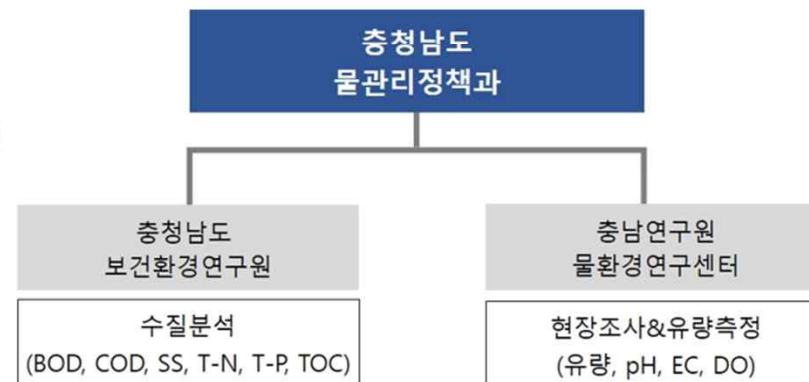 충청남도
물관리정책과
충청남도
보건환경연구원
수질분석
(BOD, COD, SS, T-N, T-P, TOC)
충남연구원
물환경연구센터
현장조사&유량측정
(유량, pH, EC, DO)